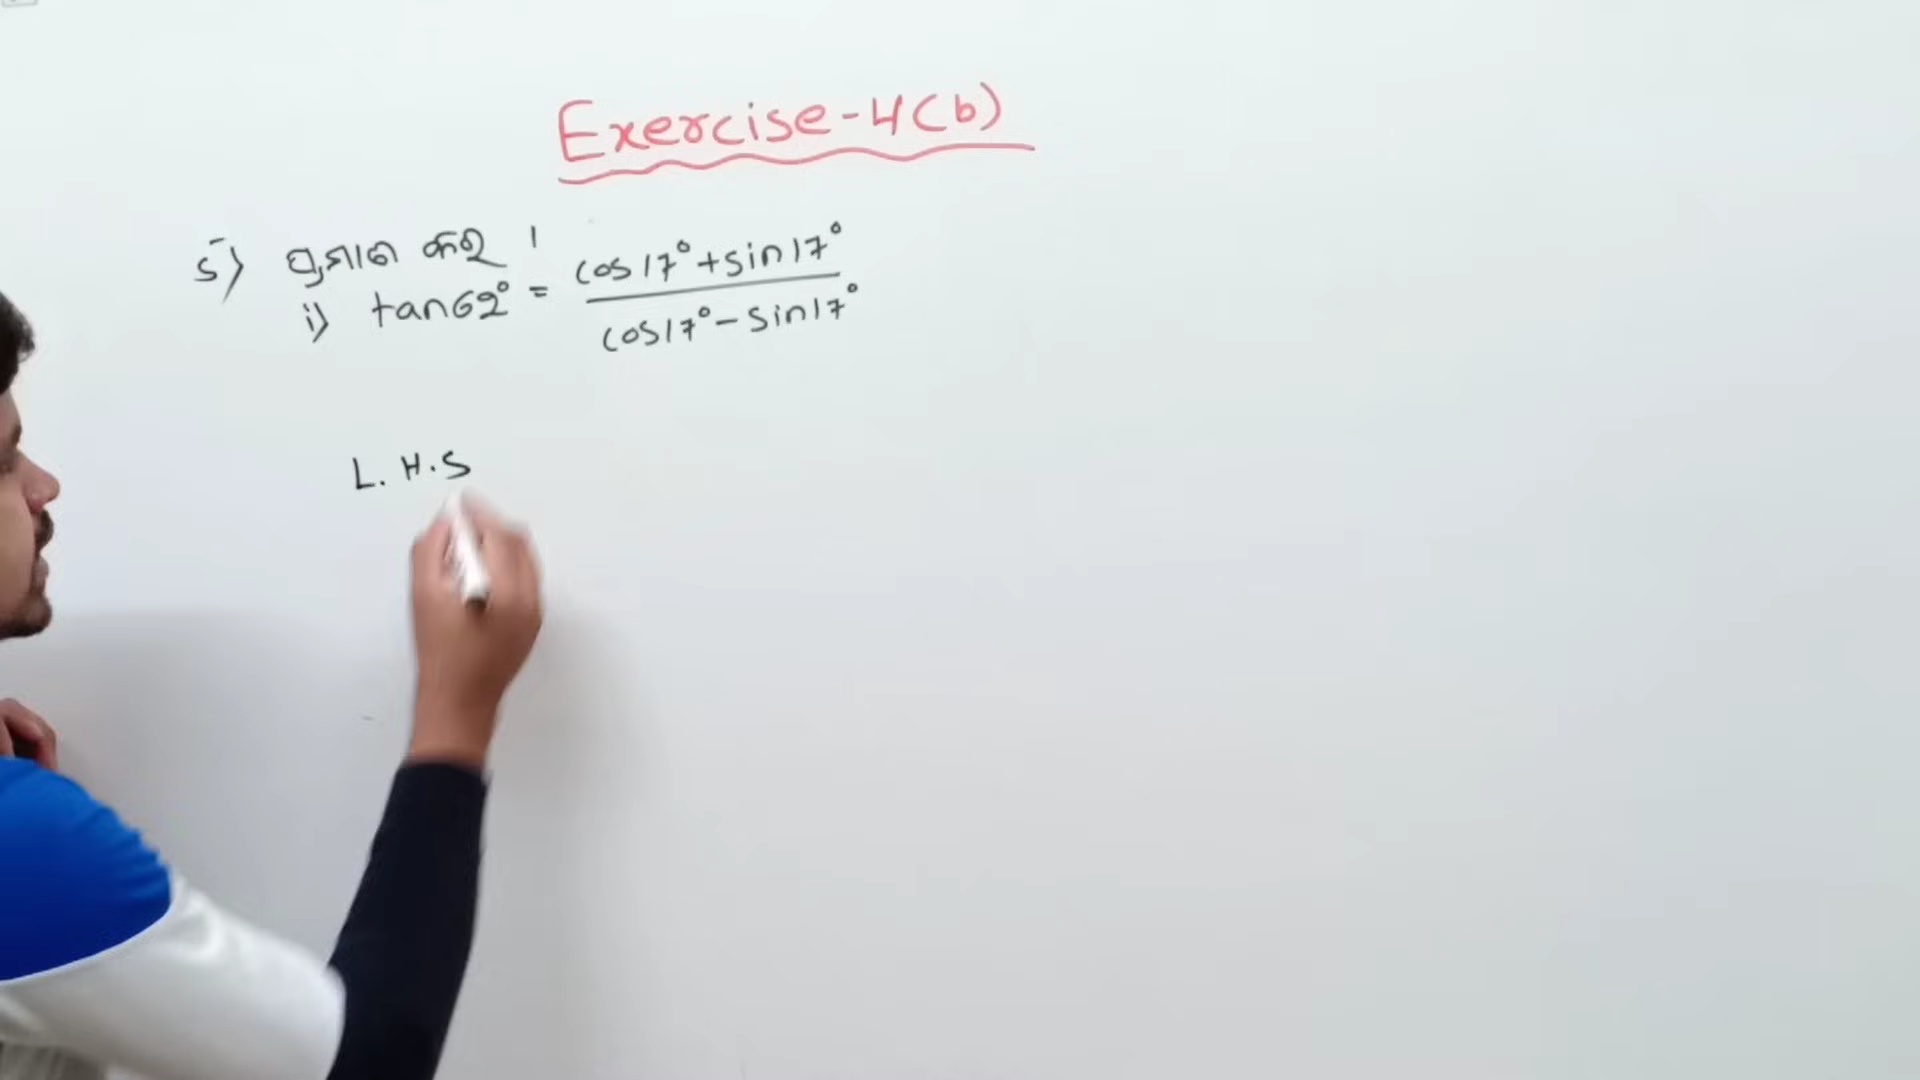 Exercise-4(b)
5) ପ୍ରମାଣ କର ।
i) tan62° = cos17°+sin17°
cos17°-sin17°
L.H.S